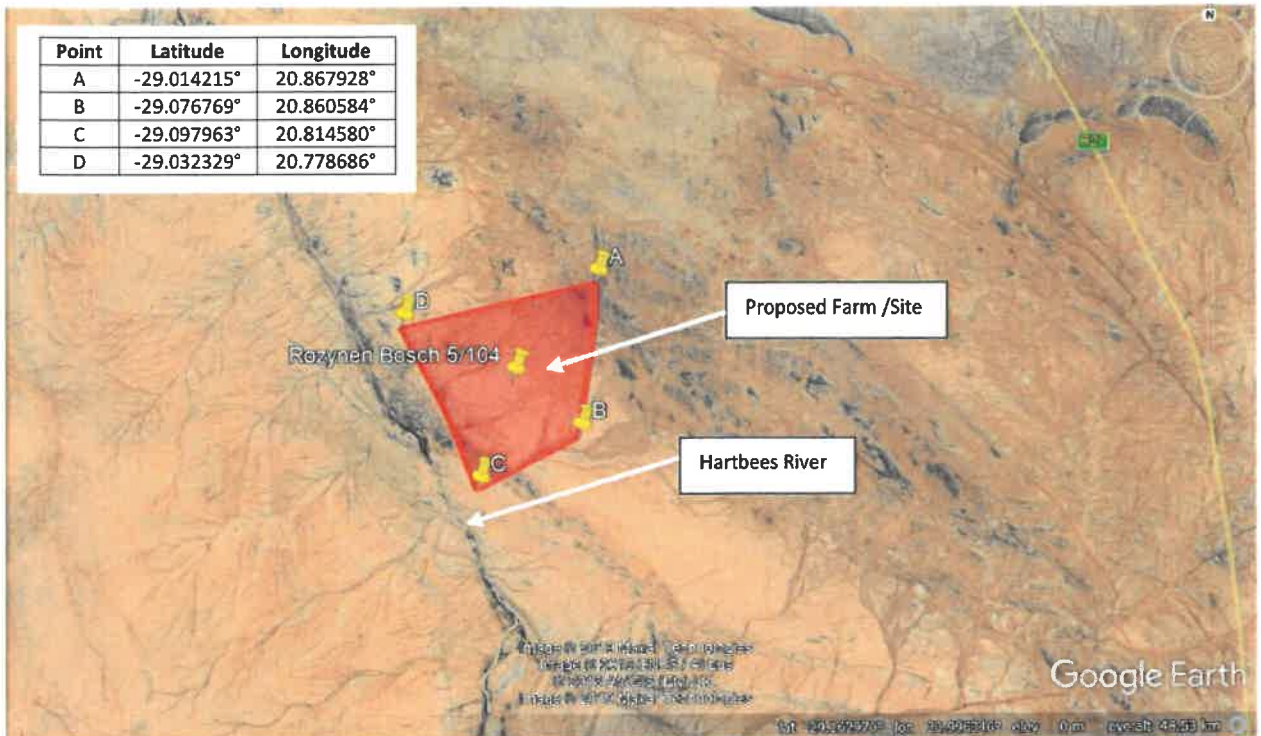 Point Latitude Longitude
A -29.014215° 20.867928°
B -29.076769° 20.860584°
C -29.097963° 20.814580°
D -29.032329° 20.778686°
N
A
D
Proposed Farm /Site
Rozynen Bosch 5/104
B
Hartbees River
C
Google Earth